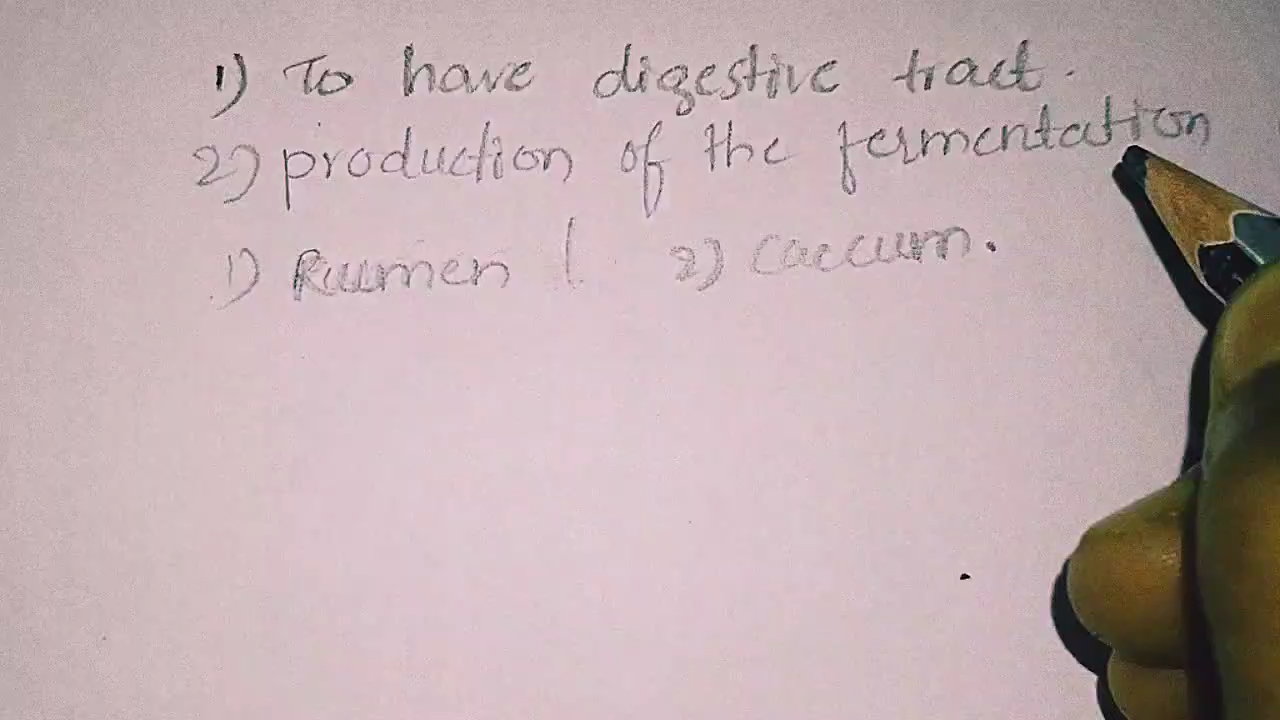 1) To have digestive tract.
2) production of the fermentation
1) Rumen | 2) Caecum.